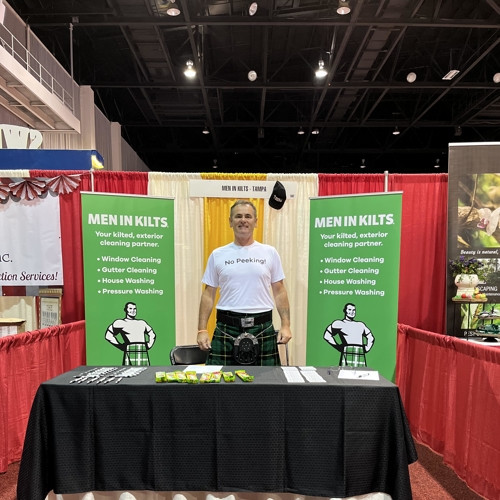 W2
MEN IN KILTS - TAMPA
MEN IN KILTS
Your kilted, exterior
cleaning partner.
• Window Cleaning
• Gutter Cleaning
• House Washing
• Pressure Washing
No Peeking!
MEN IN KILTS
Your kilted, exterior
cleaning partner.
• Window Cleaning
• Gutter Cleaning
• House Washing
• Pressure Washing
C.
ction Services!
Beauty is natural,
SCAPING